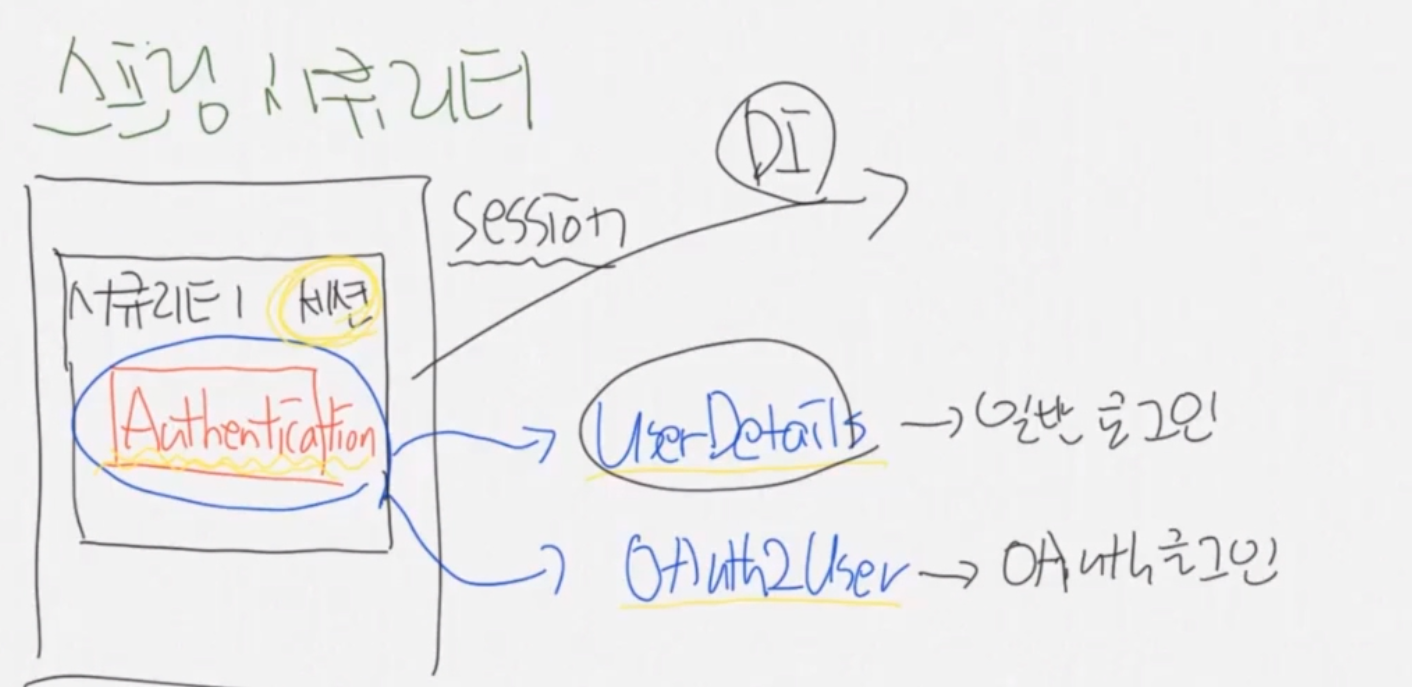 스프링 시큐리티
DI
session
시큐리티 세션
Authentication
UserDetails → 일반 로그인
OAuth2User → OAuth 로그인